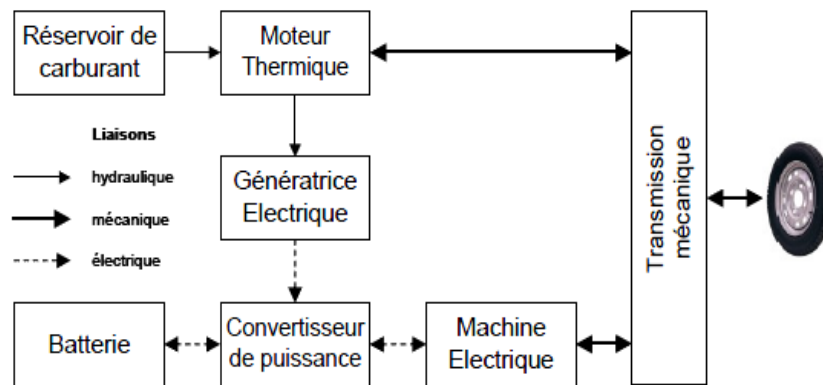 Réservoir de
carburant
Moteur
Thermique
Liaisons
hydraulique
mécanique
électrique
Génératrice
Electrique
Transmission
mécanique
Batterie
Convertisseur
de puissance
Machine
Electrique